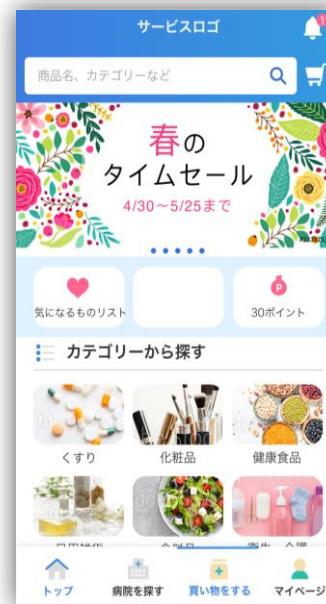 サービスロゴ
1
商品名、カテゴリーなど
春の
タイムセール
4/30～5/25まで
気になるものリスト
P
30ポイント
カテゴリーから探す
くすり
化粧品
健康食品
トップ
病院を探す
買い物をする
マイページ